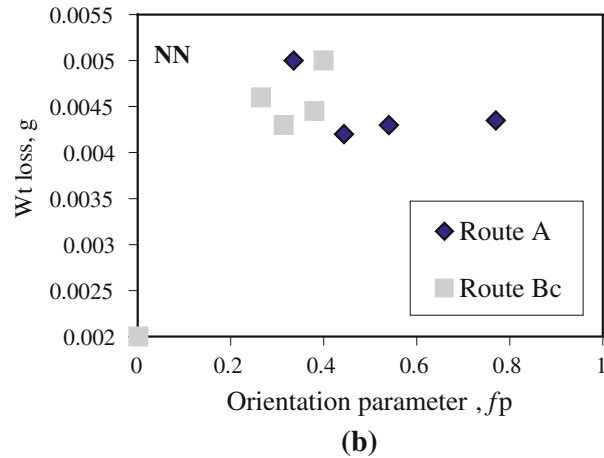 0.0055
NN
0.005
0.0045
0.004
0.0035
0.003
0.0025
0.002
Wt loss, g
Route A
Route Bc
0 0.2 0.4 0.6 0.8 1
Orientation parameter , fp
(b)